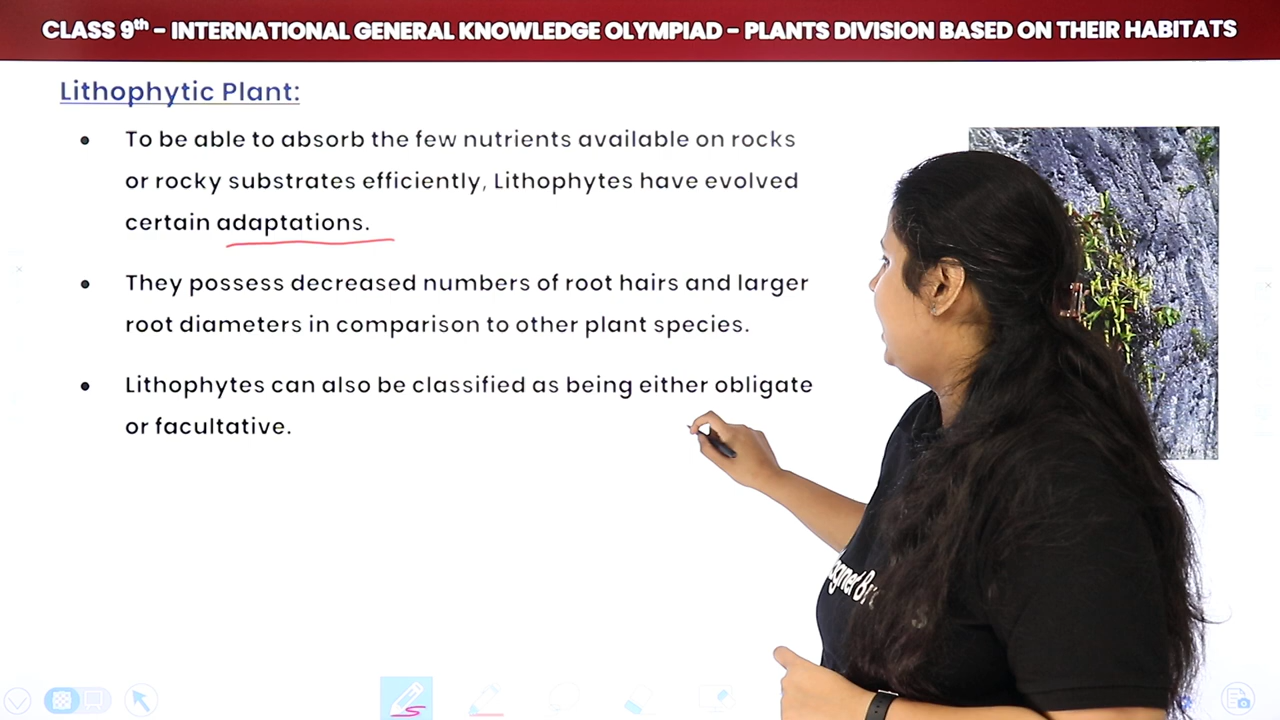 CLASS 9th - INTERNATIONAL GENERAL KNOWLEDGE OLYMPIAD - PLANTS DIVISION BASED ON THEIR HABITATS
Lithophytic Plant:
• To be able to absorb the few nutrients available on rocks
or rocky substrates efficiently, Lithophytes have evolved
certain adaptations.
• They possess decreased numbers of root hairs and larger
root diameters in comparison to other plant species.
• Lithophytes can also be classified as being either obligate
or facultative.